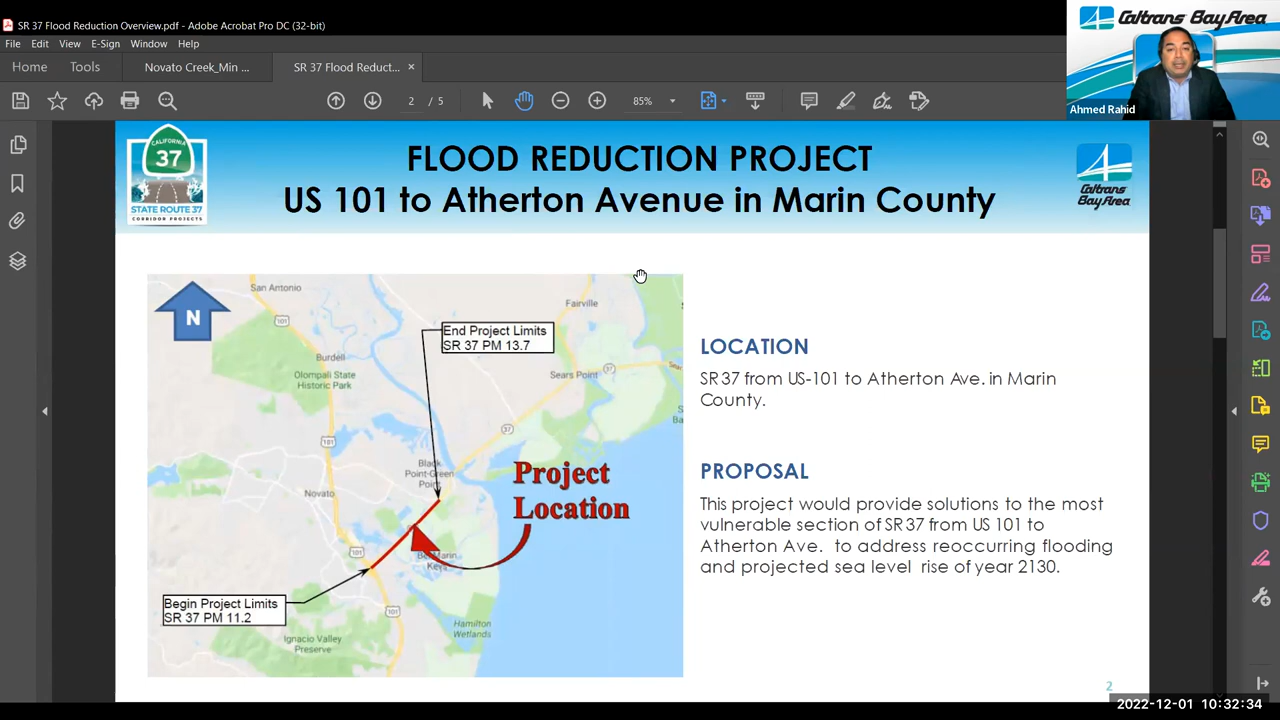 SR 37 Flood Reduction Overview.pdf - Adobe Acrobat Pro DC (32-bit)
File Edit View E-Sign Window Help
Home Tools Novato Creek_Min ... SR 37 Flood Reduct... ×
2 / 5 85%
Caltrans Bay Area
Ahmed Rahid
CALIFORNIA
37
STATE ROUTE 37
CORRIDOR PROJECTS
FLOOD REDUCTION PROJECT
US 101 to Atherton Avenue in Marin County
Caltrans
Bay Area
N
San Antonio
101
Fairville
End Project Limits
SR 37 PM 13.7
Burdell
Olompali State
Historic Park
Sears Point
37
37
101
Black
Point-Green
Point
Novato
Project
Location
101
Bel Marin
Keys
Begin Project Limits
SR 37 PM 11.2
101
Hamilton
Wetlands
Ignacio Valley
Preserve
LOCATION
SR 37 from US-101 to Atherton Ave. in Marin
County.
PROPOSAL
This project would provide solutions to the most
vulnerable section of SR 37 from US 101 to
Atherton Ave. to address reoccurring flooding
and projected sea level rise of year 2130.
2
2022-12-01 10:32:34